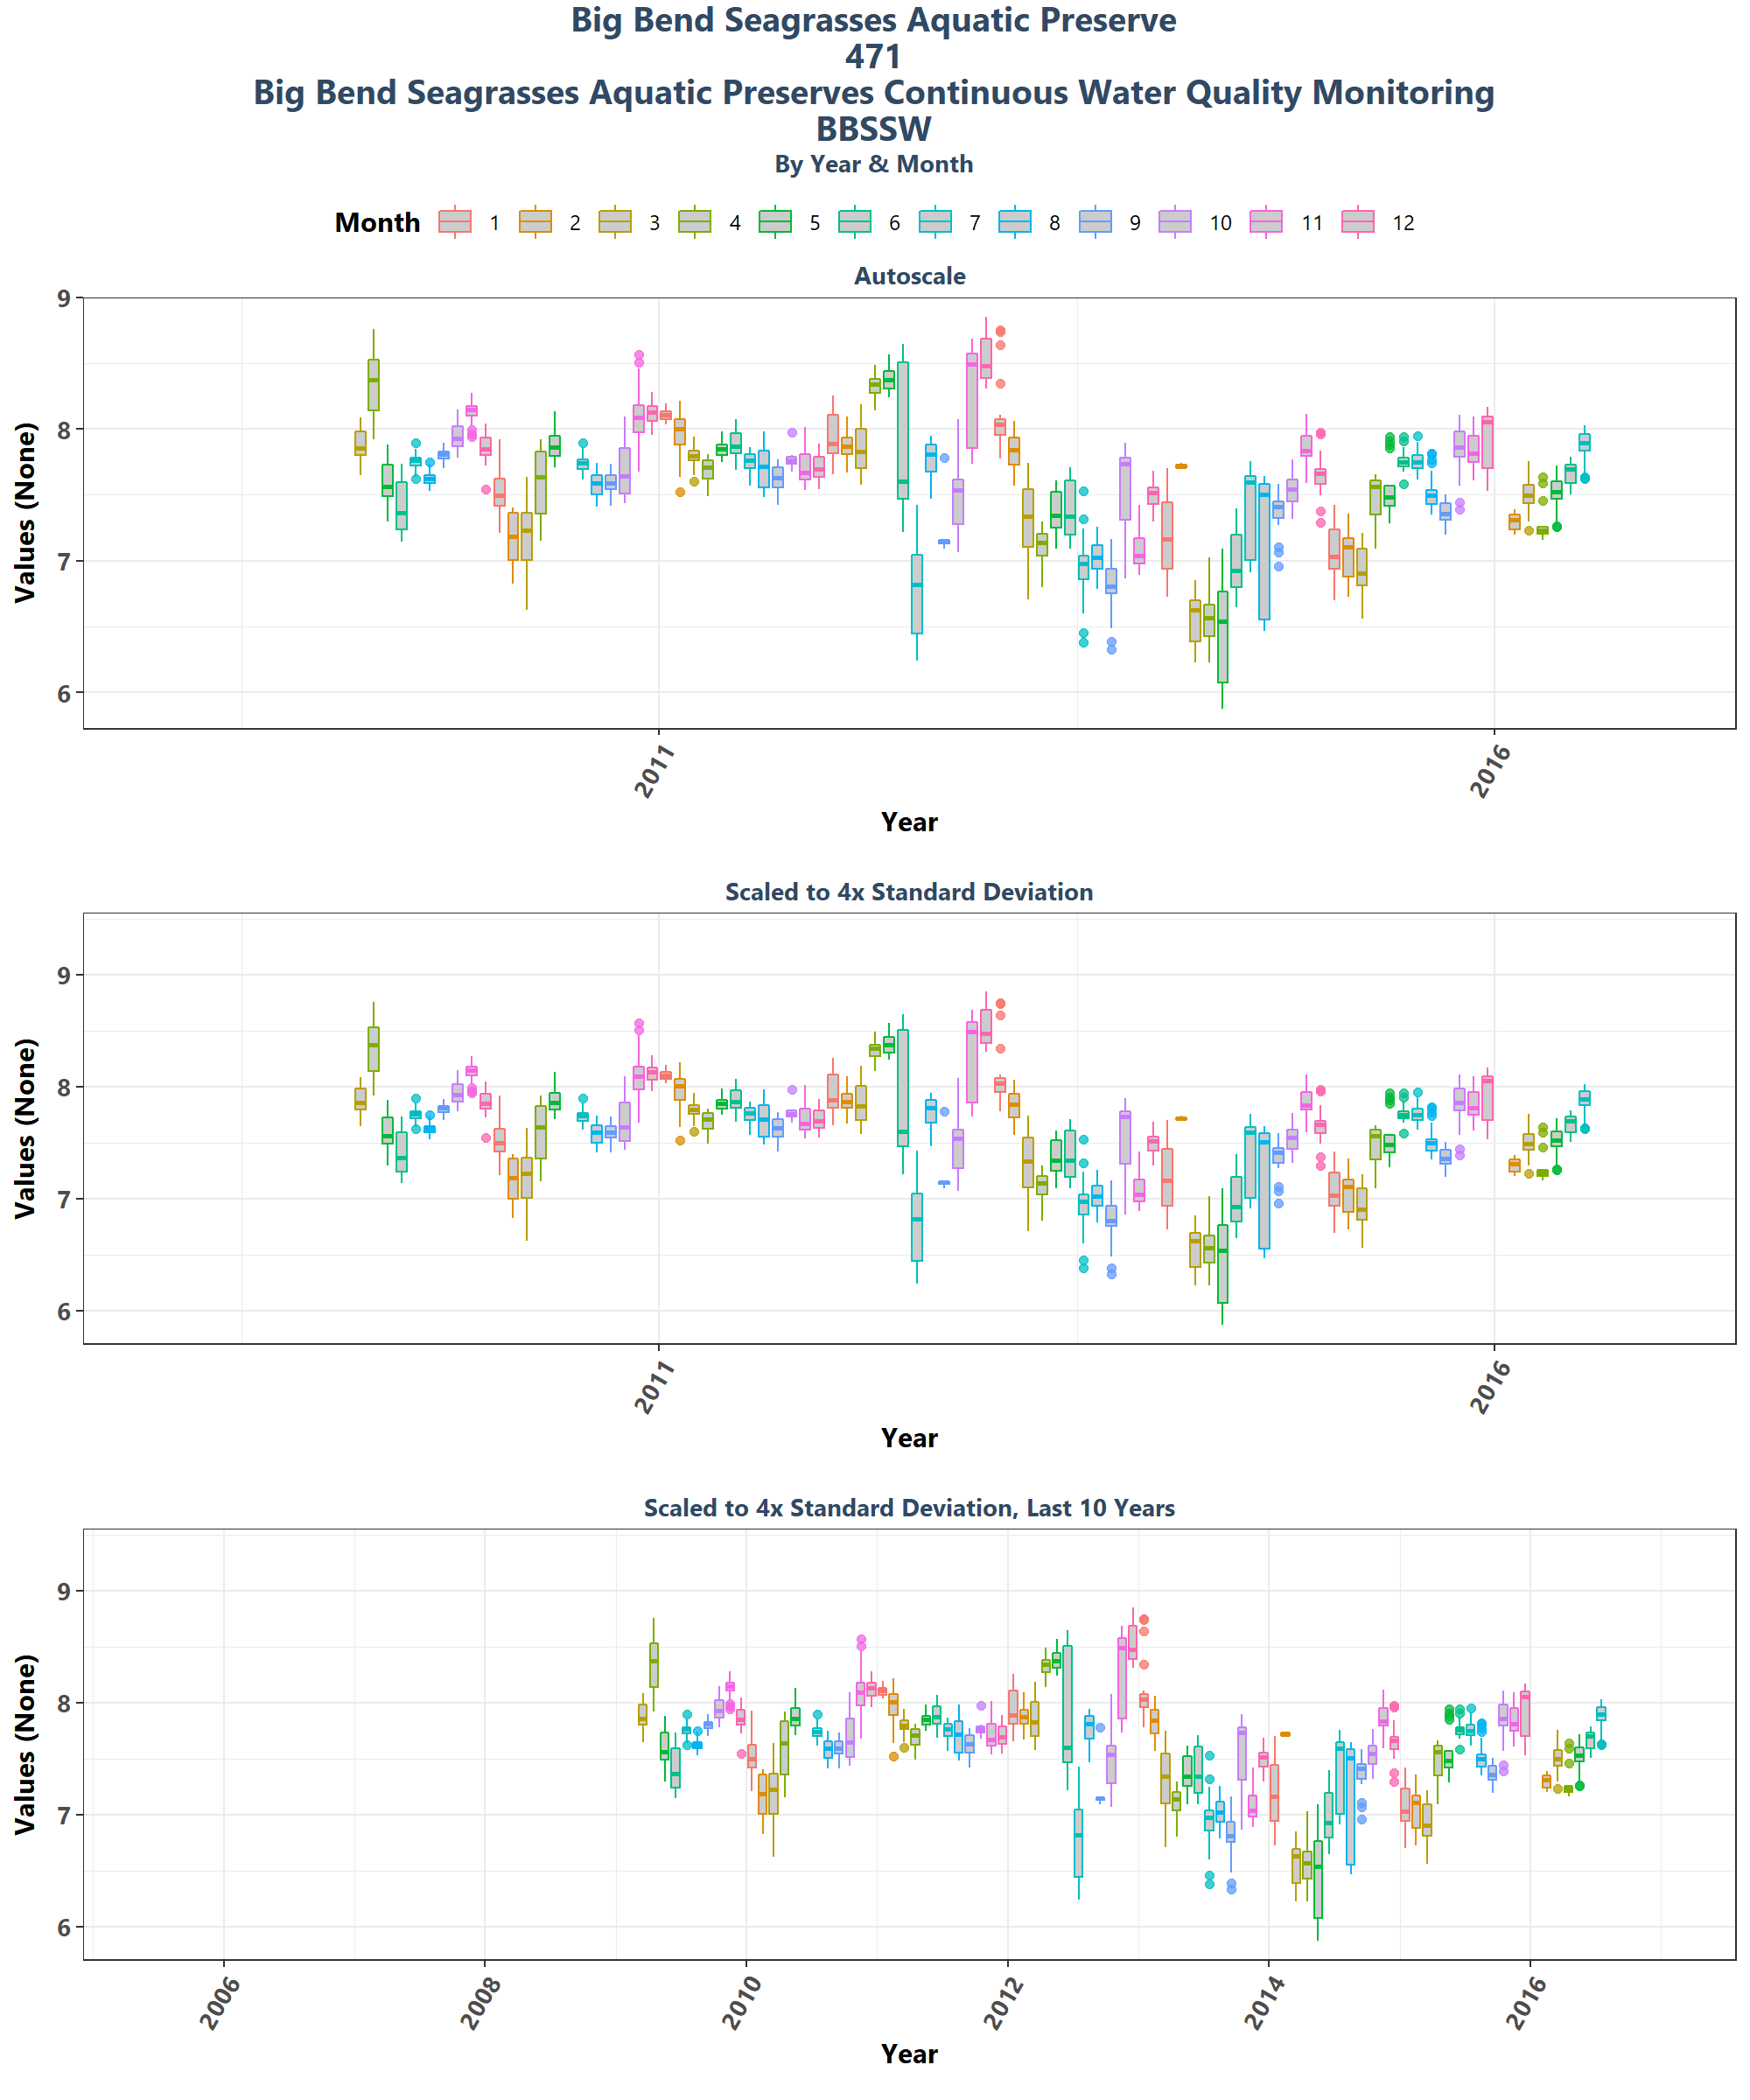 Big Bend Seagrasses Aquatic Preserve
471
Big Bend Seagrasses Aquatic Preserves Continuous Water Quality Monitoring
BBSSW
By Year & Month
Month 1 2 3 4 5 6 7 8 9 10 11 12
Autoscale
Values (None)
9
8
7
6
2011 2016
Year
Scaled to 4x Standard Deviation
Values (None)
9
8
7
6
2011 2016
Year
Scaled to 4x Standard Deviation, Last 10 Years
Values (None)
9
8
7
6
2006 2008 2010 2012 2014 2016
Year